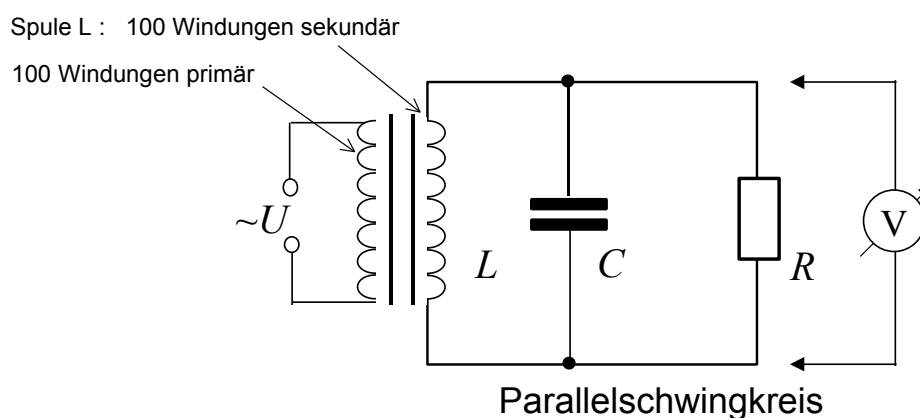 Spule L : 100 Windungen sekundär
100 Windungen primär
~U
L
C
R
V
Parallelschwingkreis